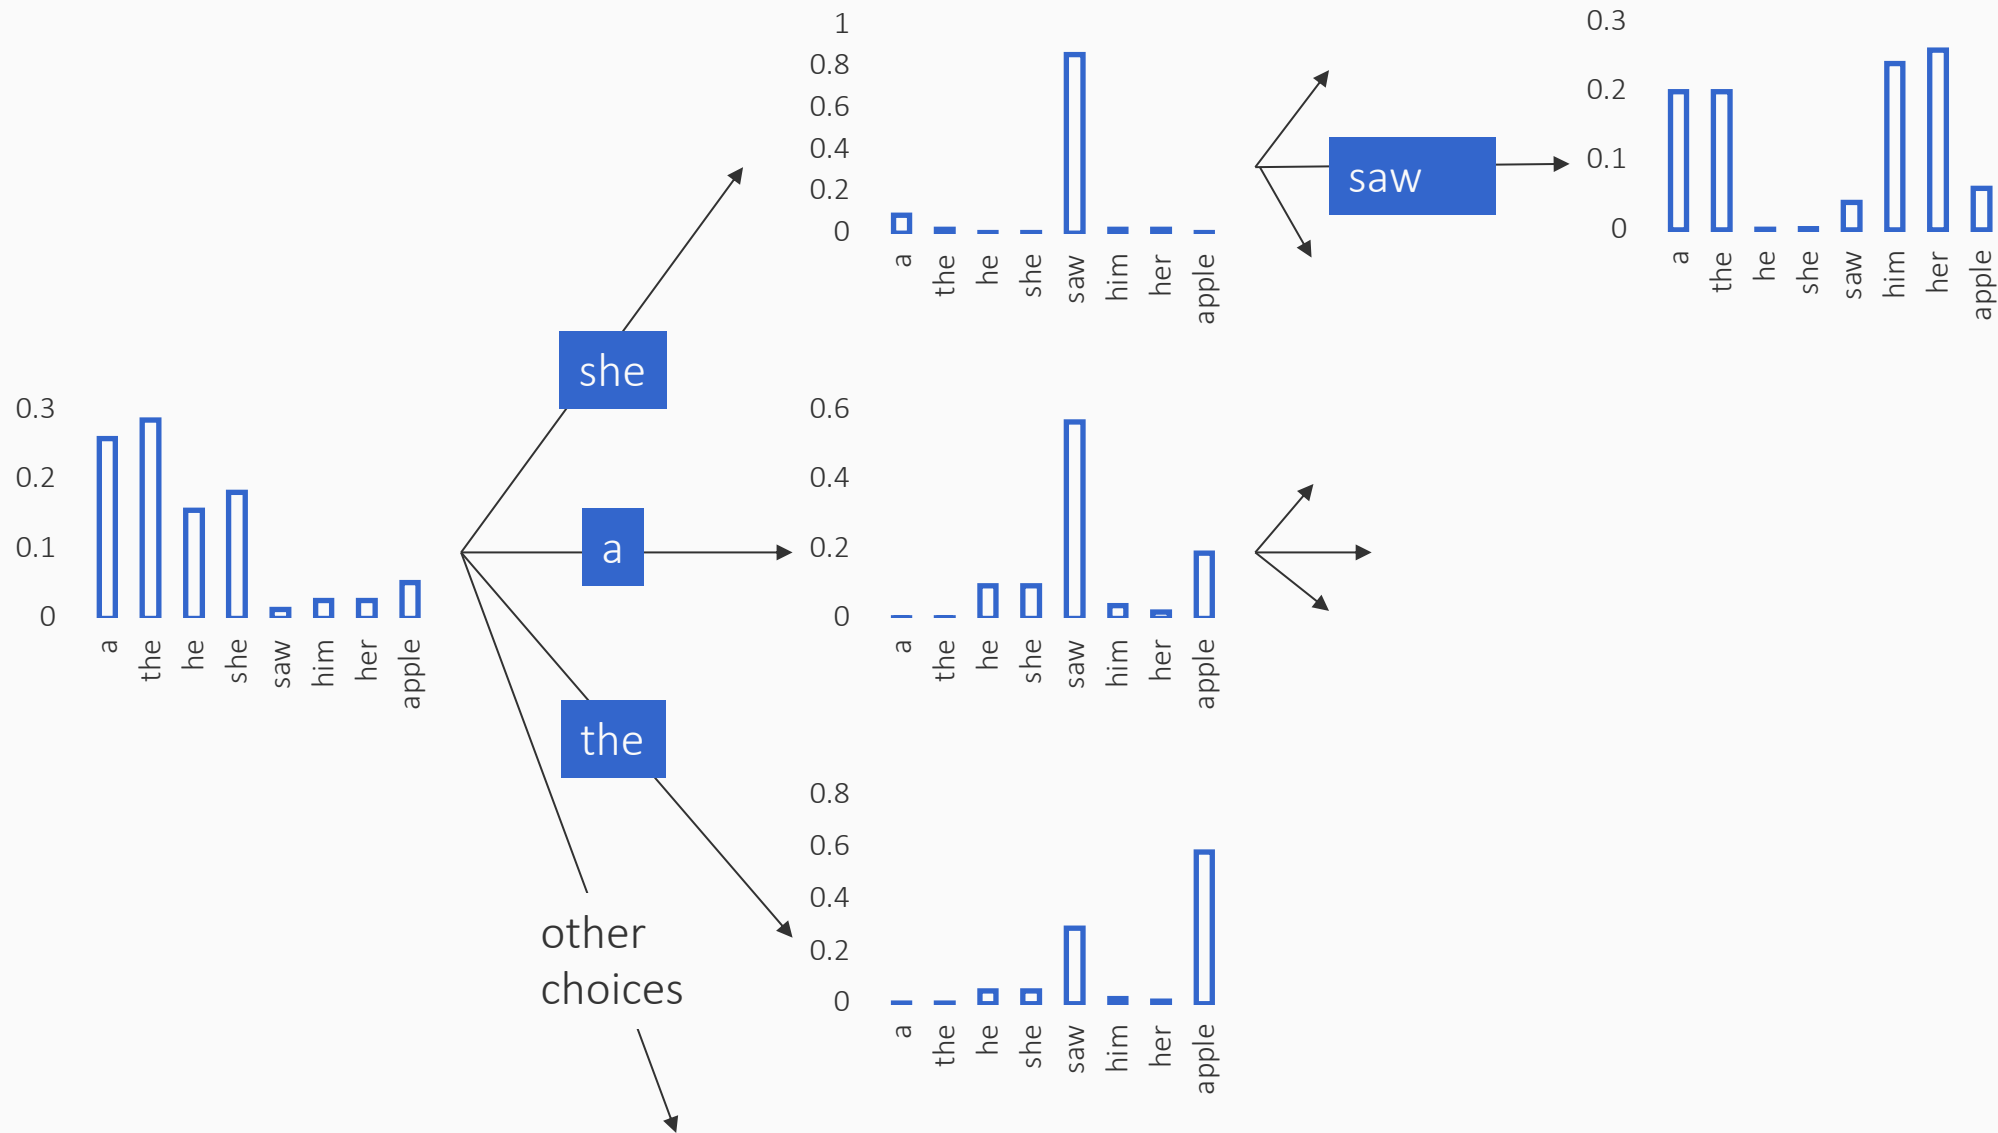 0.3
0.2
0.1
0
a
the
he
she
saw
him
her
apple
she
a
the
other
choices
1
0.8
0.6
0.4
0.2
0
a
the
he
she
saw
him
her
apple
0.6
0.4
0.2
0
a
the
he
she
saw
him
her
apple
0.8
0.6
0.4
0.2
0
a
the
he
she
saw
him
her
apple
saw
0.3
0.2
0.1
0
a
the
he
she
saw
him
her
apple